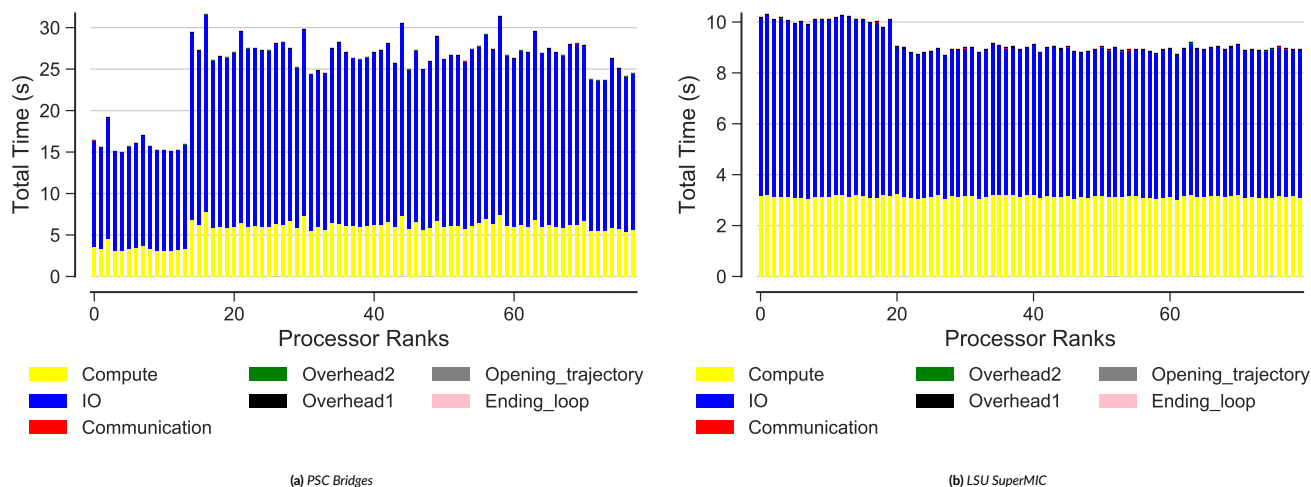 30
25
20
15
10
5
0
Total Time (s)
0 20 40 60
Processor Ranks
Compute Overhead2 Opening_trajectory
IO Overhead1 Ending_loop
Communication
(a) PSC Bridges
10
8
6
4
2
0
Total Time (s)
0 20 40 60
Processor Ranks
Compute Overhead2 Opening_trajectory
IO Overhead1 Ending_loop
Communication
(b) LSU SuperMIC